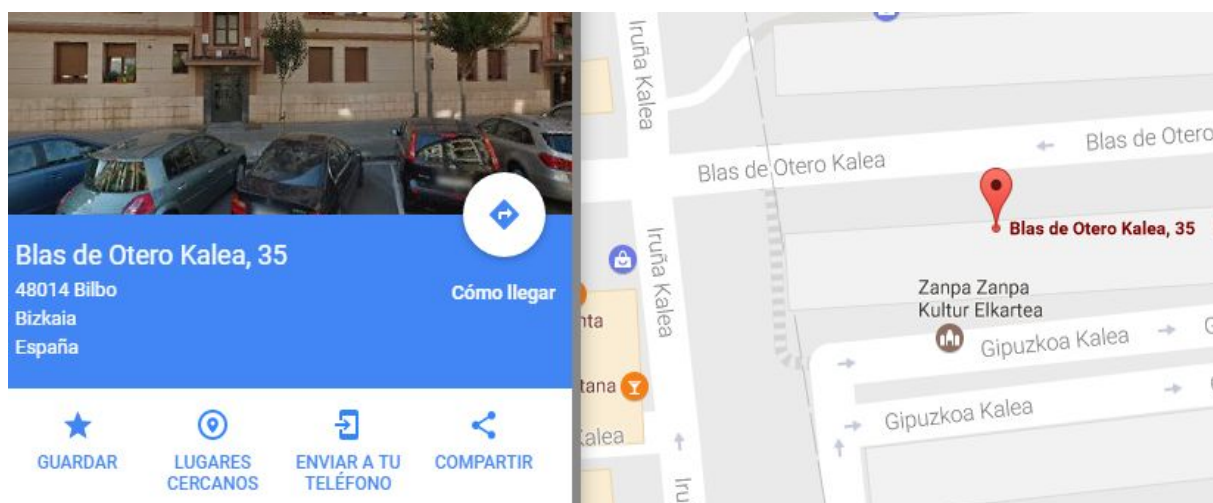 Blas de Otero Kalea, 35
48014 Bilbo
Bizkaia
España
Cómo llegar
GUARDAR
LUGARES
CERCANOS
ENVIAR A TU
TELÉFONO
COMPARTIR
Iruña Kalea
Blas de Otero Kalea
Blas de Otero
Blas de Otero Kalea, 35
Iruña Kalea
Zanpa Zanpa
Kultur Elkartea
nta
Gipuzkoa Kalea
G
tana
Gipuzkoa Kalea
Kalea
Iru